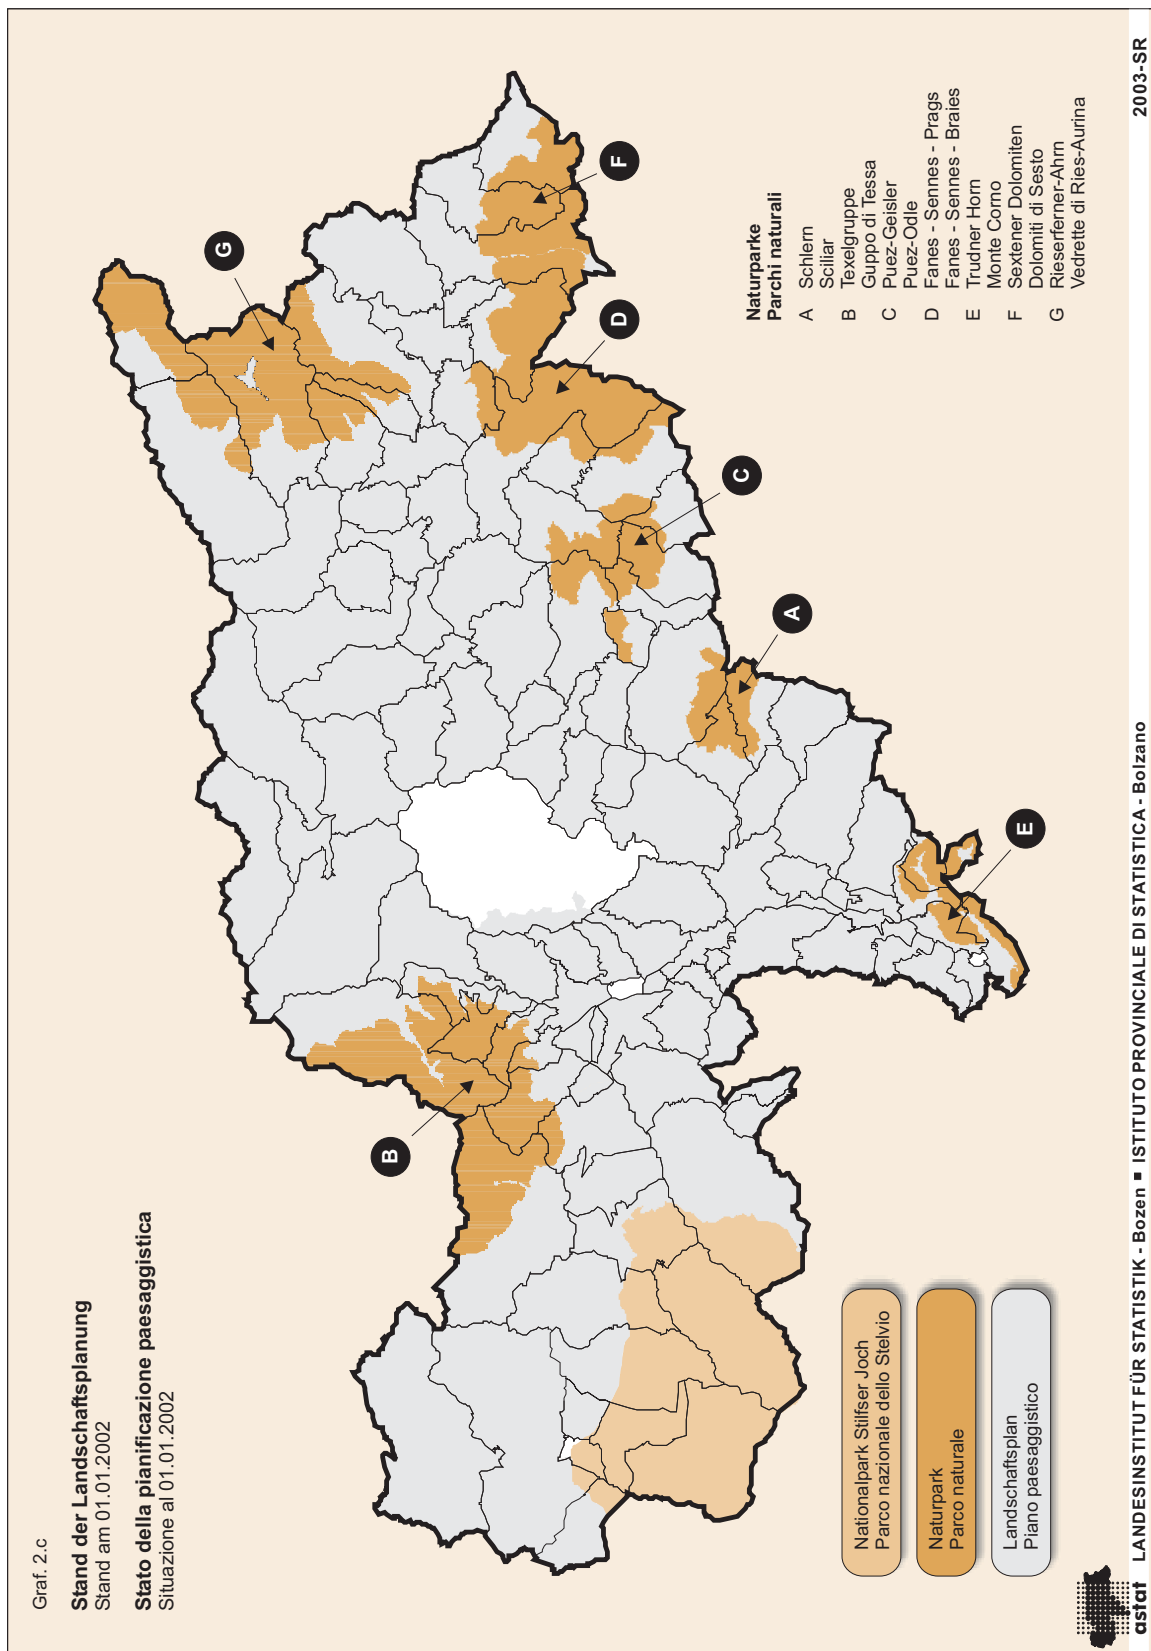 Graf. 2.c
Stand der Landschaftsplanung
Stand am 01.01.2002
Stato della pianificazione paesaggistica
Situazione al 01.01.2002
G
F
D
B
C
A
E
Naturparke
Parchi naturali
A Schlern
Sciliar
B Texelgruppe
Guppo di Tessa
C Puez-Geisler
Puez-Odle
D Fanes - Sennes - Prags
Fanes - Sennes - Braies
E Trudner Horn
Monte Corno
F Sextener Dolomiten
Dolomiti di Sesto
G Rieserferner-Ahrn
Vedrette di Ries-Aurina
Nationalpark Stilfser Joch
Parco nazionale dello Stelvio
Naturpark
Parco naturale
Landschaftsplan
Piano paesaggistico
astat LANDESINSTITUT FÜR STATISTIK - Bozen ■ ISTITUTO PROVINCIALE DI STATISTICA - Bolzano 2003-SR